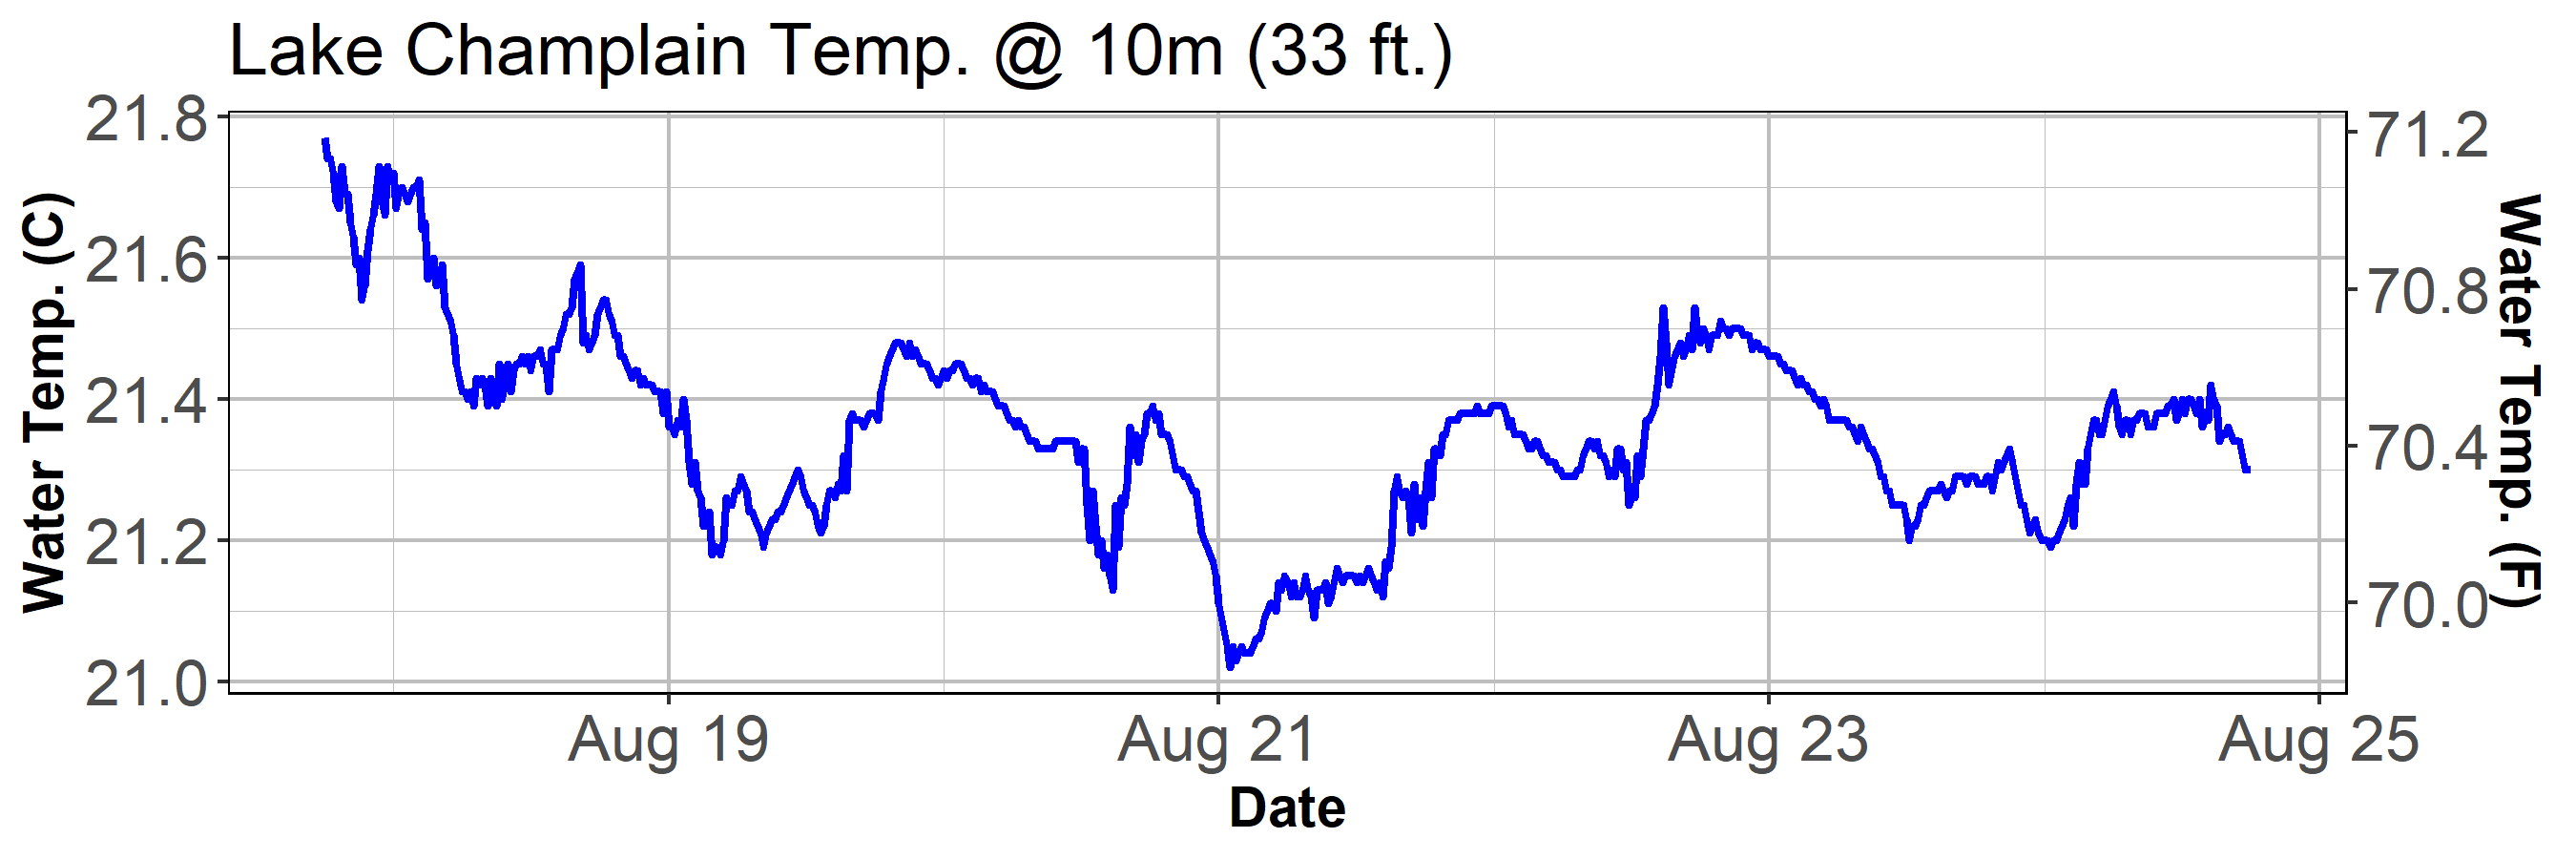 Lake Champlain Temp. @ 10m (33 ft.)
Water Temp. (C)
21.8
21.6
21.4
21.2
21.0
71.2
70.8
70.4
70.0
Water Temp. (F)
Aug 19 Aug 21 Aug 23 Aug 25
Date